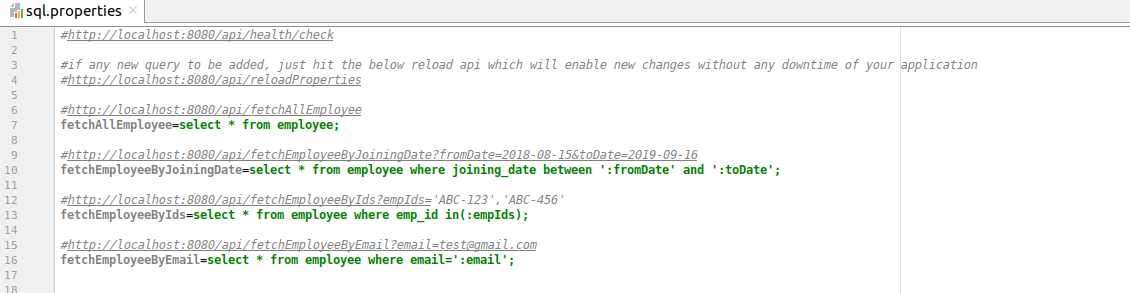 sql.properties
1 #http://localhost:8080/api/health/check
2
3 #if any new query to be added, just hit the below reload api which will enable new changes without any downtime of your application
4 #http://localhost:8080/api/reloadProperties
5
6 #http://localhost:8080/api/fetchAllEmployee
7 fetchAllEmployee=select * from employee;
8
9 #http://localhost:8080/api/fetchEmployeeByJoiningDate?fromDate=2018-08-15&toDate=2019-09-16
10 fetchEmployeeByJoiningDate=select * from employee where joining_date between ':fromDate' and ':toDate';
11
12 #http://localhost:8080/api/fetchEmployeeByIds?empIds='ABC-123','ABC-456'
13 fetchEmployeeByIds=select * from employee where emp_id in(:empIds);
14
15 #http://localhost:8080/api/fetchEmployeeByEmail?email=test@gmail.com
16 fetchEmployeeByEmail=select * from employee where email=':email';
17
18